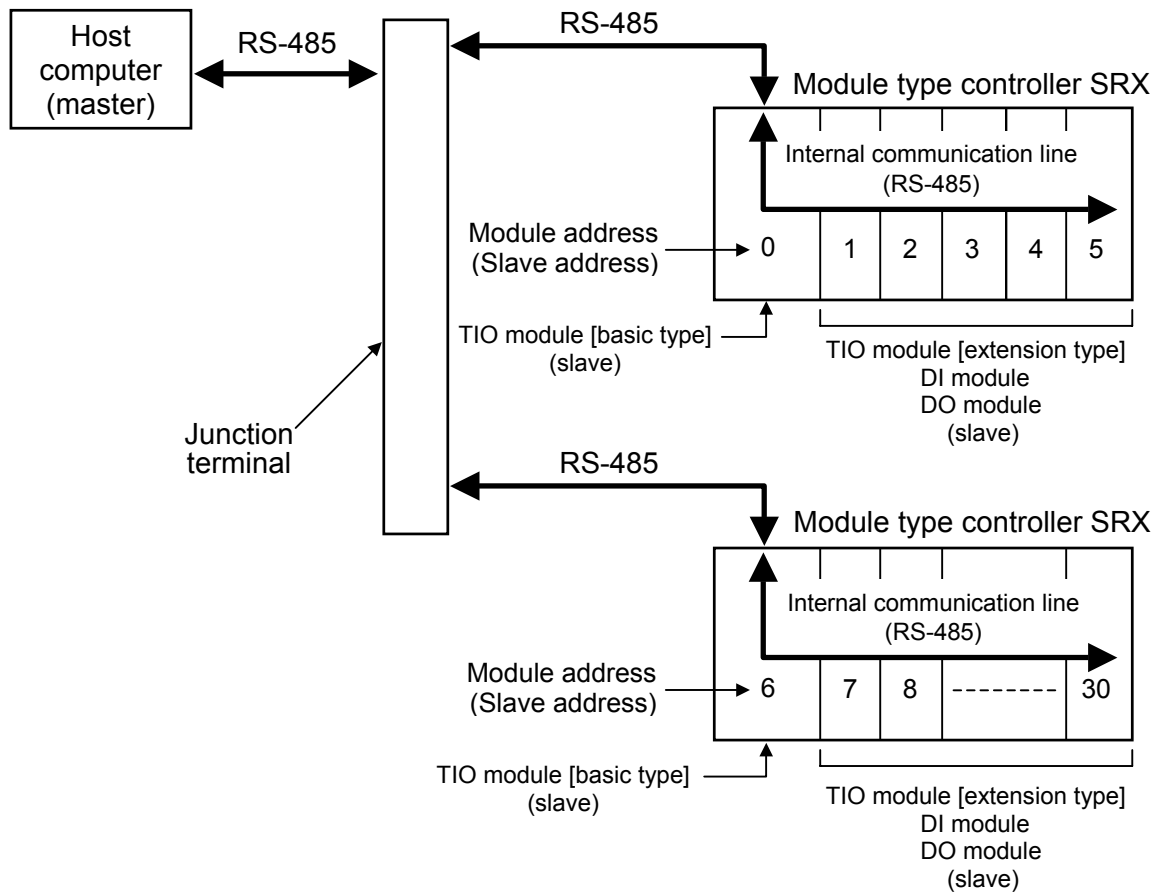 Host
computer
(master)
RS-485
RS-485
Module type controller SRX
Internal communication line
(RS-485)
Module address
(Slave address)
0 1 2 3 4 5
TIO module [basic type]
(slave)
TIO module [extension type]
DI module
DO module
(slave)
Junction
terminal
RS-485
Module type controller SRX
Internal communication line
(RS-485)
Module address
(Slave address)
6 7 8 30
TIO module [basic type]
(slave)
TIO module [extension type]
DI module
DO module
(slave)